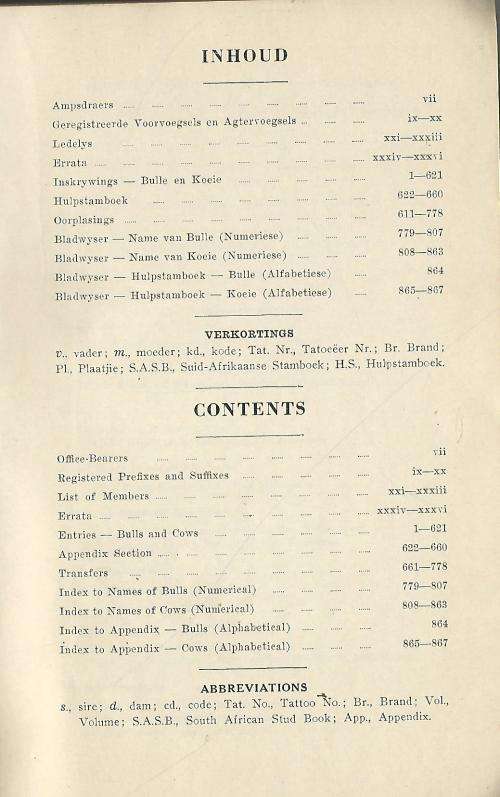 INHOUD
Ampsdraers ..... vii
Geregistreerde Voorvoegsels en Agtervoegsels ..... ix—xx
Ledelys ..... xxi—xxxiii
Errata ..... xxxiv—xxxvi
Inskrywings — Bulle en Koeie ..... 1—621
Hulpstamboek ..... 622—660
Oorplasings ..... 611—778
Bladwyser — Name van Bulle (Numeriese) ..... 779—807
Bladwyser — Name van Koeie (Numeriese) ..... 808—863
Bladwyser — Hulpstamboek — Bulle (Alfabetiese) ..... 864
Bladwyser — Hulpstamboek — Koeie (Alfabetiese) ..... 865—867
VERKORTINGS
v., vader; m., moeder; kd., kode; Tat. Nr., Tatoeëer Nr.; Br. Brand;
Pl., Plaatjie; S.A.S.B., Suid-Afrikaanse Stamboek; H.S., Hulpstamboek.
CONTENTS
Office-Bearers ..... vii
Registered Prefixes and Suffixes ..... ix—xx
List of Members ..... xxi—xxxiii
Errata ..... xxxiv—xxxvi
Entries — Bulls and Cows ..... 1—621
Appendix Section ..... 622—660
Transfers ..... 661—778
Index to Names of Bulls (Numerical) ..... 779—807
Index to Names of Cows (Numerical) ..... 808—863
Index to Appendix — Bulls (Alphabetical) ..... 864
Index to Appendix — Cows (Alphabetical) ..... 865—867
ABBREVIATIONS
s., sire; d., dam; cd., code; Tat. No., Tattoo No.; Br., Brand; Vol.,
Volume; S.A.S.B., South African Stud Book; App., Appendix.